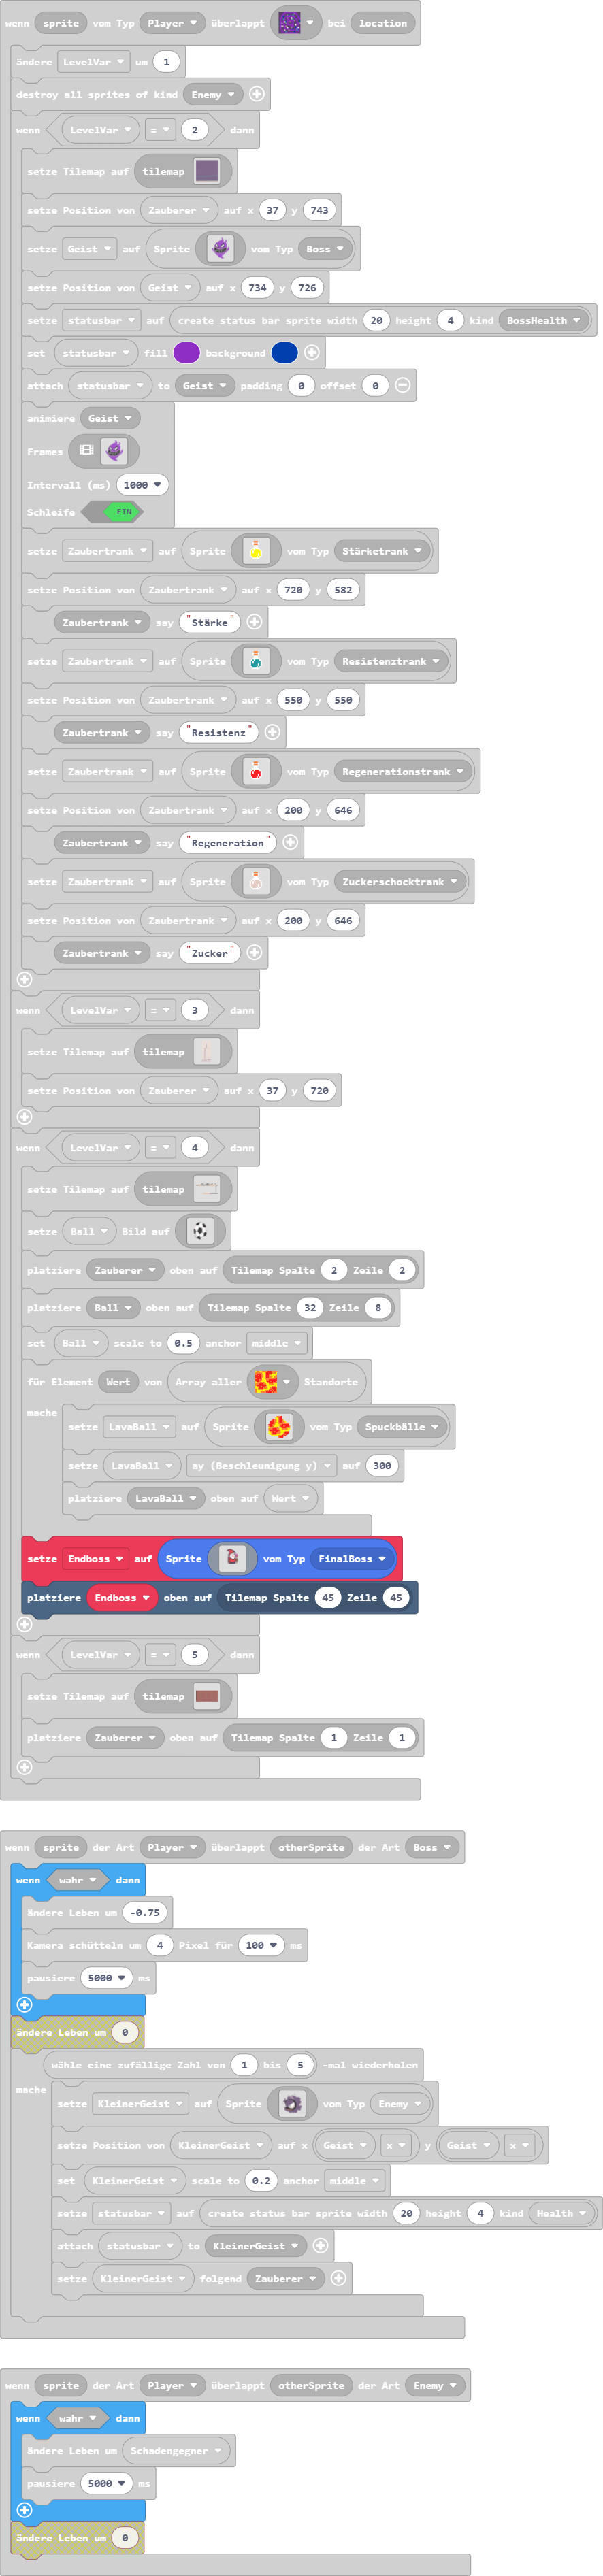 wenn sprite vom Typ Player überlappt bei location
ändere LevelVar um 1
destroy all sprites of kind Enemy
wenn LevelVar = 2 dann
setze Tilemap auf tilemap
setze Position von Zauberer auf x 37 y 743
setze Geist auf Sprite vom Typ Boss
setze Position von Geist auf x 734 y 726
setze statusbar auf create status bar sprite width 20 height 4 kind BossHealth
set statusbar fill background
attach statusbar to Geist padding 0 offset 0
animiere Geist
Frames
Intervall (ms) 1000
Schleife EIN
setze Zaubertrank auf Sprite vom Typ Stärketrank
setze Position von Zaubertrank auf x 720 y 582
Zaubertrank say "Stärke"
setze Zaubertrank auf Sprite vom Typ Resistenztrank
setze Position von Zaubertrank auf x 550 y 550
Zaubertrank say "Resistenz"
setze Zaubertrank auf Sprite vom Typ Regenerationstrank
setze Position von Zaubertrank auf x 200 y 646
Zaubertrank say "Regeneration"
setze Zaubertrank auf Sprite vom Typ Zuckerschocktrank
setze Position von Zaubertrank auf x 200 y 646
Zaubertrank say "Zucker"
wenn LevelVar = 3 dann
setze Tilemap auf tilemap
setze Position von Zauberer auf x 37 y 720
wenn LevelVar = 4 dann
setze Tilemap auf tilemap
setze Ball Bild auf
platziere Zauberer oben auf Tilemap Spalte 2 Zeile 2
platziere Ball oben auf Tilemap Spalte 32 Zeile 8
set Ball scale to 0.5 anchor middle
für Element Wert von Array aller Standorte
mache
setze LavaBall auf Sprite vom Typ Spuckbälle
setze LavaBall ay (Beschleunigung y) auf 300
platziere LavaBall oben auf Wert
setze Endboss auf Sprite vom Typ FinalBoss
platziere Endboss oben auf Tilemap Spalte 45 Zeile 45
wenn LevelVar = 5 dann
setze Tilemap auf tilemap
platziere Zauberer oben auf Tilemap Spalte 1 Zeile 1
wenn sprite der Art Player überlappt otherSprite der Art Boss
wenn wahr dann
ändere Leben um -0.75
Kamera schütteln um 4 Pixel für 100 ms
pausiere 5000 ms
ändere Leben um 0
wähle eine zufällige Zahl von 1 bis 5 -mal wiederholen
mache
setze KleinerGeist auf Sprite vom Typ Enemy
setze Position von KleinerGeist auf x Geist x y Geist x
set KleinerGeist scale to 0.2 anchor middle
setze statusbar auf create status bar sprite width 20 height 4 kind Health
attach statusbar to KleinerGeist
setze KleinerGeist folgend Zauberer
wenn sprite der Art Player überlappt otherSprite der Art Enemy
wenn wahr dann
ändere Leben um Schadengegner
pausiere 5000 ms
ändere Leben um 0